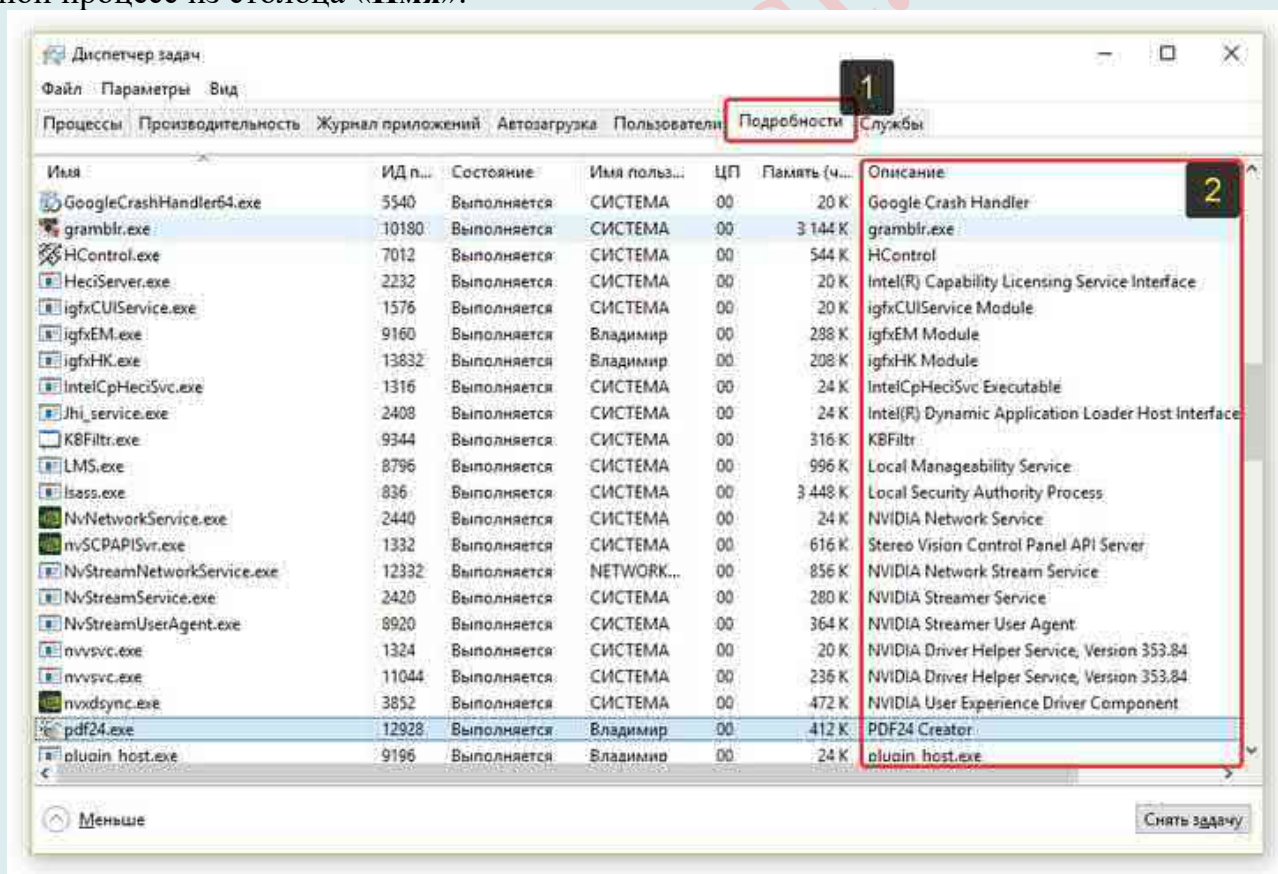 ной процесс из столбца «Имя».
Диспетчер задач
Файл Параметры Вид
1
Процессы Производительность Журнал приложений Автозагрузка Пользователи Подробности Службы
Имя ИД п... Состояние Имя польз... ЦП Память (ч... Описание
2
GoogleCrashHandler64.exe 5540 Выполняется СИСТЕМА 00 20 K Google Crash Handler
gramblr.exe 10180 Выполняется СИСТЕМА 00 3 144 K gramblr.exe
HControl.exe 7012 Выполняется СИСТЕМА 00 544 K HControl
HeciServer.exe 2232 Выполняется СИСТЕМА 00 20 K Intel(R) Capability Licensing Service Interface
igfxCUIService.exe 1576 Выполняется СИСТЕМА 00 20 K igfxCUIService Module
igfxEM.exe 9160 Выполняется Владимир 00 288 K igfxEM Module
igfxHK.exe 13832 Выполняется Владимир 00 208 K igfxHK Module
IntelCpHeciSvc.exe 1316 Выполняется СИСТЕМА 00 24 K IntelCpHeciSvc Executable
Jhi_service.exe 2408 Выполняется СИСТЕМА 00 24 K Intel(R) Dynamic Application Loader Host Interface
KBFiltr.exe 9344 Выполняется СИСТЕМА 00 316 K KBFiltr
LMS.exe 8796 Выполняется СИСТЕМА 00 996 K Local Manageability Service
lsass.exe 836 Выполняется СИСТЕМА 00 3 448 K Local Security Authority Process
NvNetworkService.exe 2440 Выполняется СИСТЕМА 00 24 K NVIDIA Network Service
nvSCPAPISvr.exe 1332 Выполняется СИСТЕМА 00 616 K Stereo Vision Control Panel API Server
NvStreamNetworkService.exe 12332 Выполняется NETWORK... 00 856 K NVIDIA Network Stream Service
NvStreamService.exe 2420 Выполняется СИСТЕМА 00 280 K NVIDIA Streamer Service
NvStreamUserAgent.exe 8920 Выполняется СИСТЕМА 00 364 K NVIDIA Streamer User Agent
nvvsvc.exe 1324 Выполняется СИСТЕМА 00 20 K NVIDIA Driver Helper Service, Version 353.84
nvvsvc.exe 11044 Выполняется СИСТЕМА 00 236 K NVIDIA Driver Helper Service, Version 353.84
nvxdsync.exe 3852 Выполняется СИСТЕМА 00 472 K NVIDIA User Experience Driver Component
pdf24.exe 12928 Выполняется Владимир 00 412 K PDF24 Creator
plugin_host.exe 9196 Выполняется Владимир 00 24 K plugin_host.exe
Меньше Снять задачу